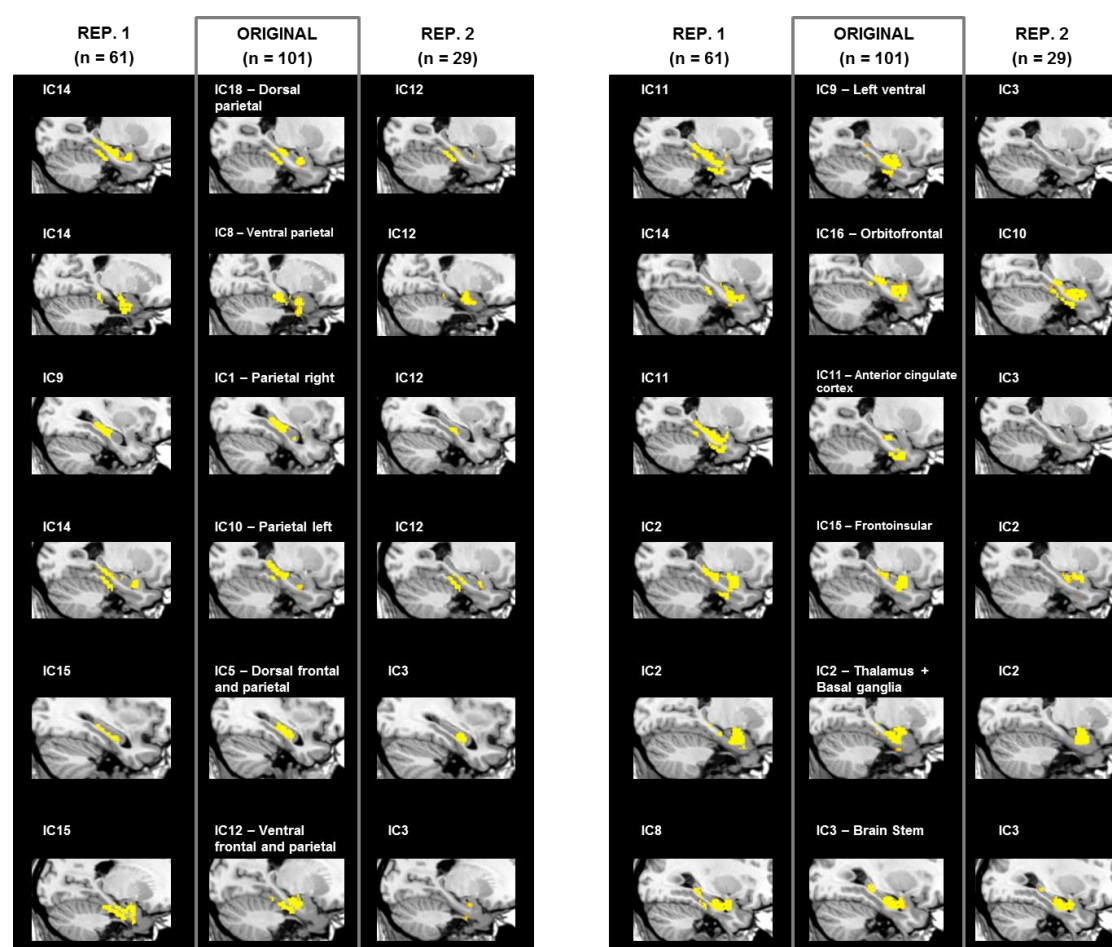 REP. 1
(n = 61)
ORIGINAL
(n = 101)
REP. 2
(n = 29)
IC14
IC18 – Dorsal
parietal
IC12
IC14
IC8 – Ventral parietal
IC12
IC9
IC1 – Parietal right
IC12
IC14
IC10 – Parietal left
IC12
IC15
IC5 – Dorsal frontal
and parietal
IC3
IC15
IC12 – Ventral
frontal and parietal
IC3
REP. 1
(n = 61)
ORIGINAL
(n = 101)
REP. 2
(n = 29)
IC11
IC9 – Left ventral
IC3
IC14
IC16 – Orbitofrontal
IC10
IC11
IC11 – Anterior cingulate
cortex
IC3
IC2
IC15 – Frontoinsular
IC2
IC2
IC2 – Thalamus +
Basal ganglia
IC2
IC8
IC3 – Brain Stem
IC3